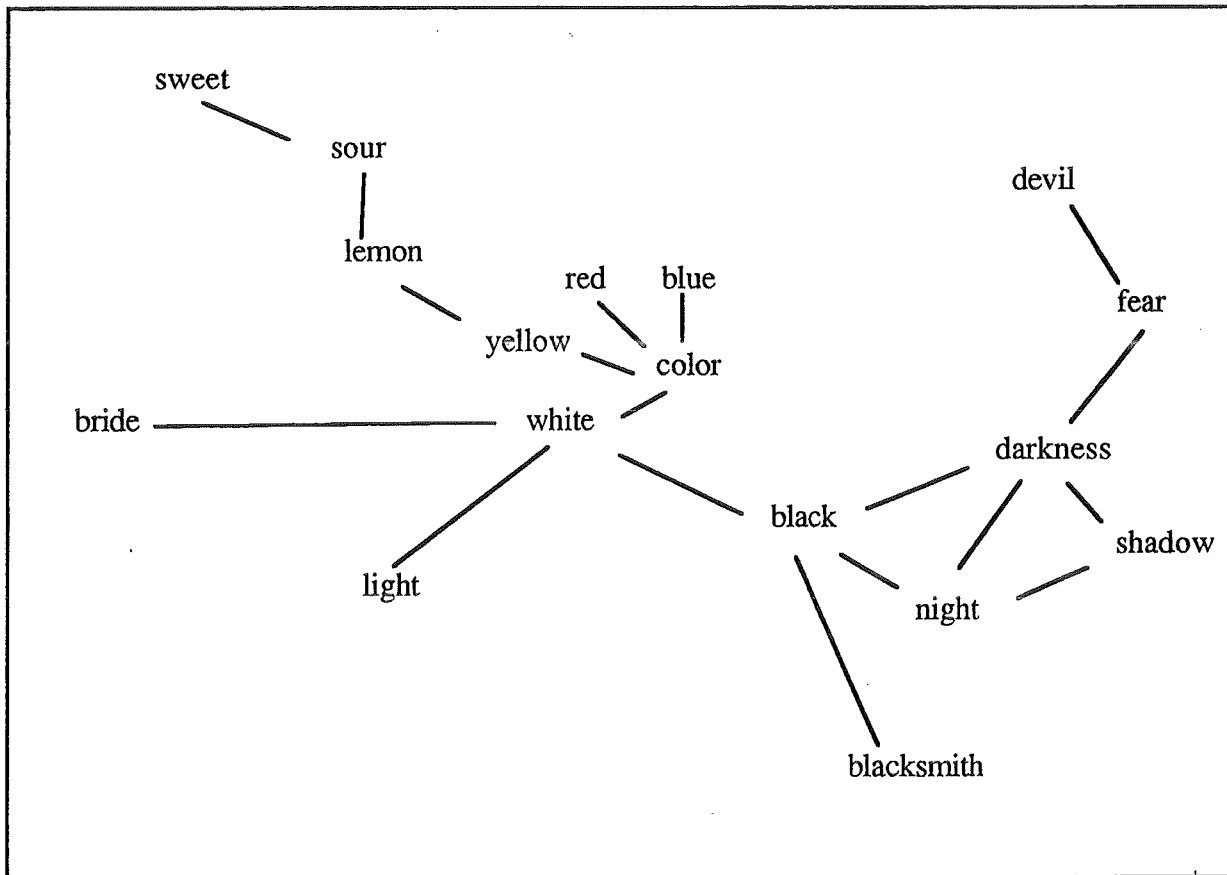 sweet
sour
devil
lemon
red
blue
fear
yellow
color
bride
white
darkness
black
shadow
light
night
blacksmith